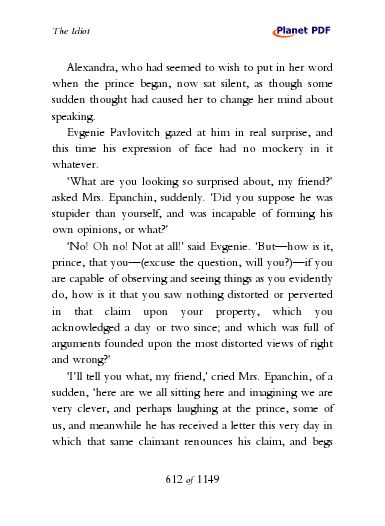 The Idiot
Planet PDF
Alexandra, who had seemed to wish to put in her word
when the prince began, now sat silent, as though some
sudden thought had caused her to change her mind about
speaking.
Evgenie Pavlovitch gazed at him in real surprise, and
this time his expression of face had no mockery in it
whatever.
‘What are you looking so surprised about, my friend?’
asked Mrs. Epanchin, suddenly. ‘Did you suppose he was
stupider than yourself, and was incapable of forming his
own opinions, or what?’
‘No! Oh no! Not at all!’ said Evgenie. ‘But—how is it,
prince, that you—(excuse the question, will you?)—if you
are capable of observing and seeing things as you evidently
do, how is it that you saw nothing distorted or perverted
in that claim upon your property, which you
acknowledged a day or two since; and which was full of
arguments founded upon the most distorted views of right
and wrong?’
‘I’ll tell you what, my friend,’ cried Mrs. Epanchin, of a
sudden, ‘here are we all sitting here and imagining we are
very clever, and perhaps laughing at the prince, some of
us, and meanwhile he has received a letter this very day in
which that same claimant renounces his claim, and begs
612 of 1149